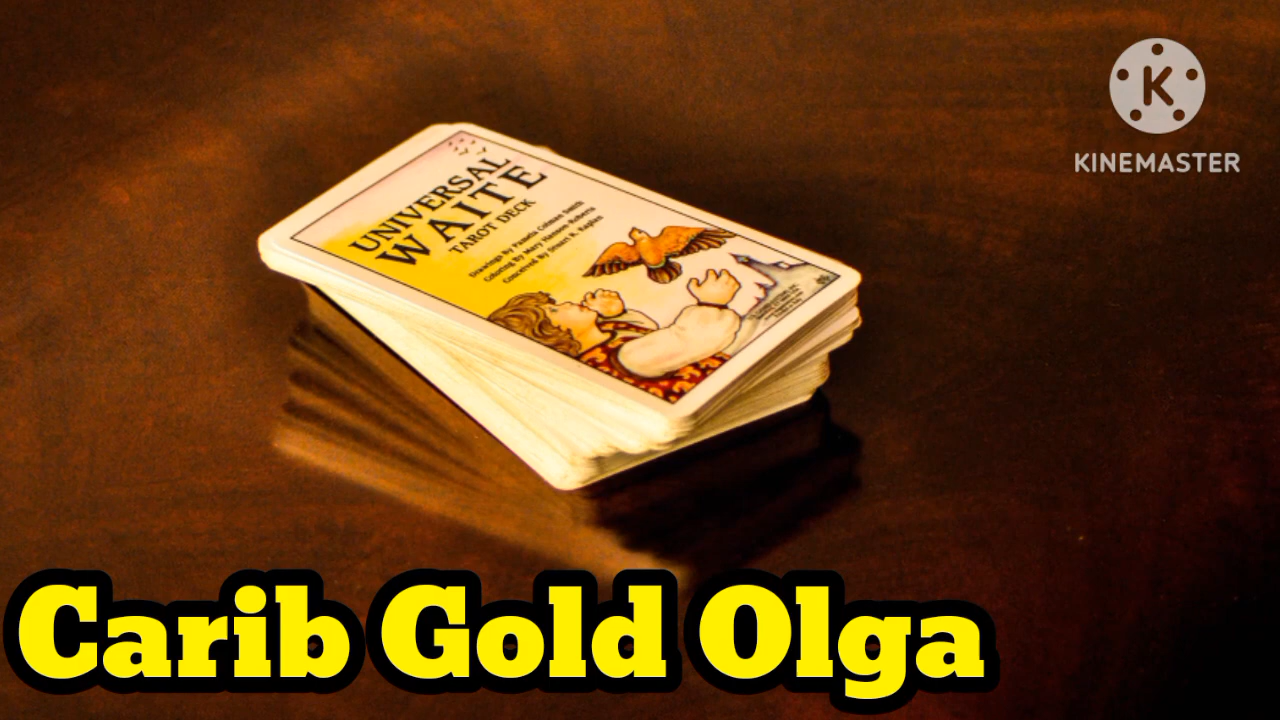 UNIVERSAL
WAITE
TAROT DECK
Drawings By Pamela Colman Smith
Coloring By Mary Hanson-Roberts
Conceived By Stuart R. Kaplan
K
KINEMASTER
Carib Gold Olga